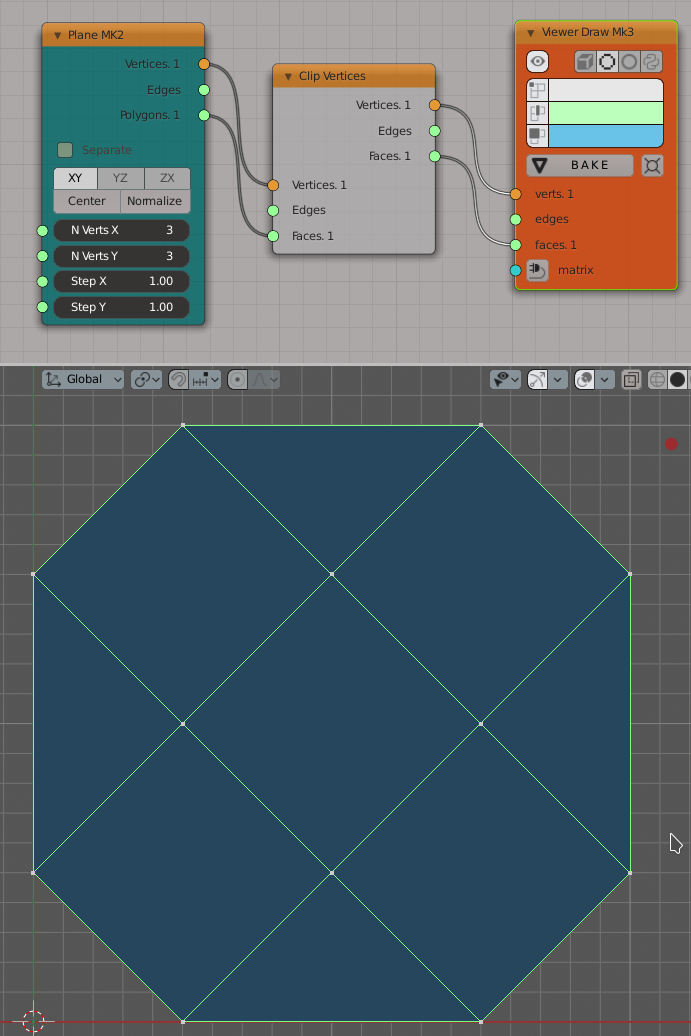 Plane MK2
Vertices. 1
Edges
Polygons. 1
Separate
XY YZ ZX
Center Normalize
N Verts X 3
N Verts Y 3
Step X 1.00
Step Y 1.00
Clip Vertices
Vertices. 1
Edges
Faces. 1
Vertices. 1
Edges
Faces. 1
Viewer Draw Mk3
BAKE
verts. 1
edges
faces. 1
matrix
Global